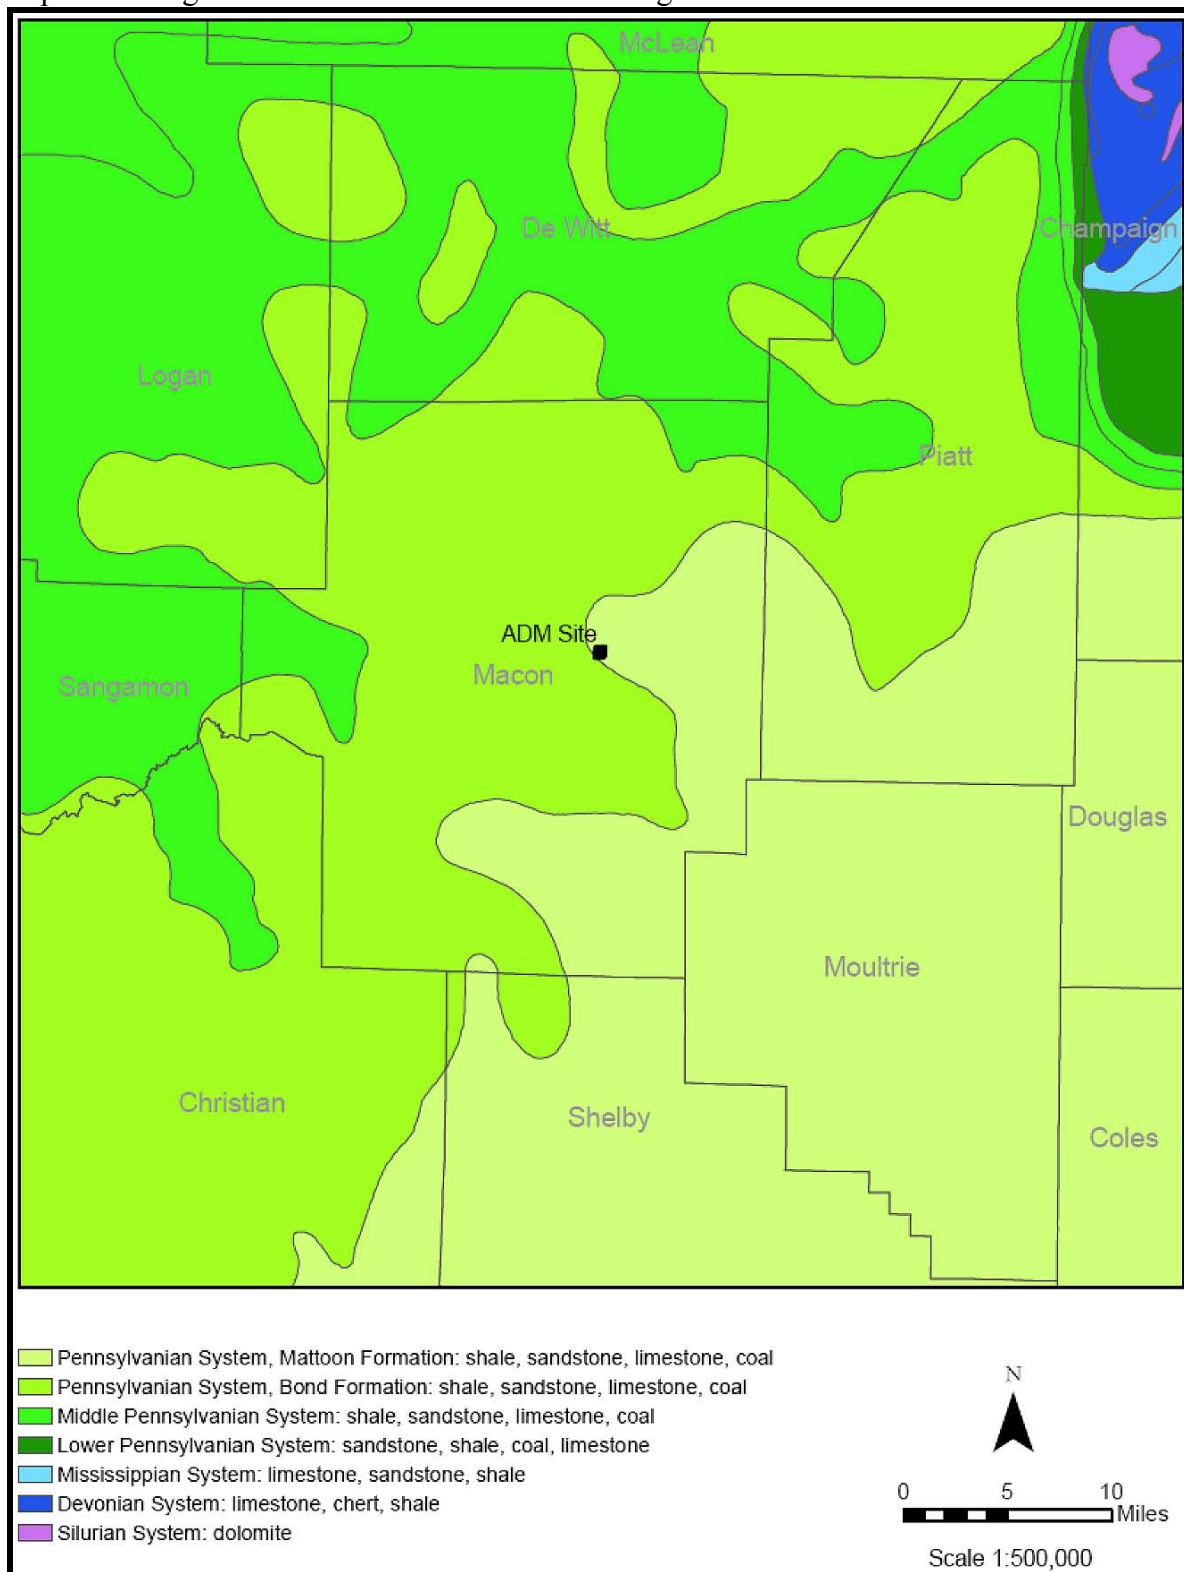 McLean
De Witt
Champaign
Logan
Piatt
ADM Site
Macon
Sangamon
Douglas
Moultrie
Christian
Shelby
Coles
Pennsylvanian System, Mattoon Formation: shale, sandstone, limestone, coal
Pennsylvanian System, Bond Formation: shale, sandstone, limestone, coal
Middle Pennsylvanian System: shale, sandstone, limestone, coal
Lower Pennsylvanian System: sandstone, shale, coal, limestone
Mississippian System: limestone, sandstone, shale
Devonian System: limestone, chert, shale
Silurian System: dolomite
N
0 5 10
Miles
Scale 1:500,000